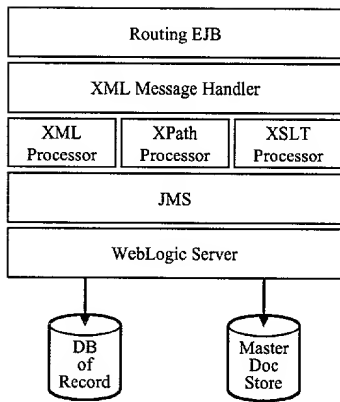 Routing EJB
XML Message Handler
XML
Processor
XPath
Processor
XSLT
Processor
JMS
WebLogic Server
DB
of
Record
Master
Doc
Store